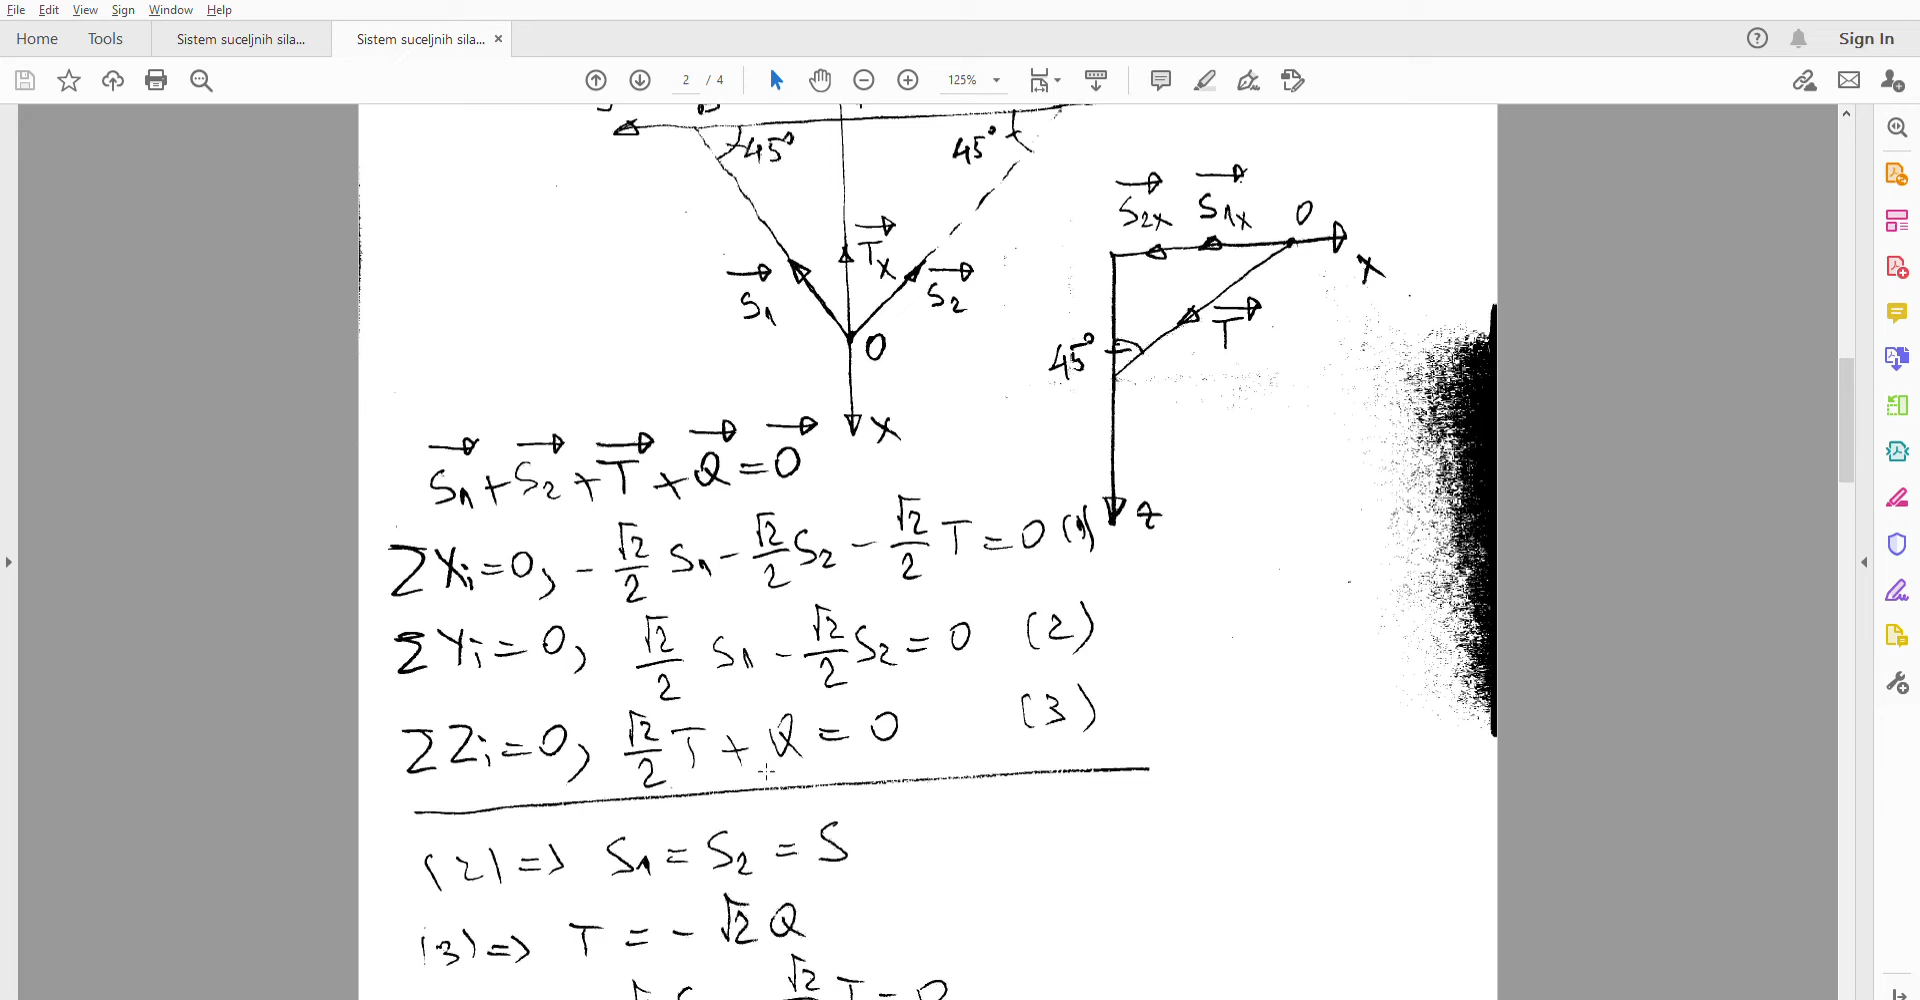 File Edit View Sign Window Help
Home Tools Sistem suceljnih sila... Sistem suceljnih sila... × Sign In
2 / 4 125%
45° 45°
S₂ₓ S₁ₓ O
X
Tₓ
S₁ S₂
T
O
45°
X
Z
S₁ + S₂ + T + Q = 0
ΣXᵢ = 0, - √2/2 S₁ - √2/2 S₂ - √2/2 T = 0 (1)
ΣYᵢ = 0, √2/2 S₁ - √2/2 S₂ = 0 (2)
ΣZᵢ = 0, √2/2 T + Q = 0 (3)
(2) => S₁ = S₂ = S
(3) => T = - √2 Q